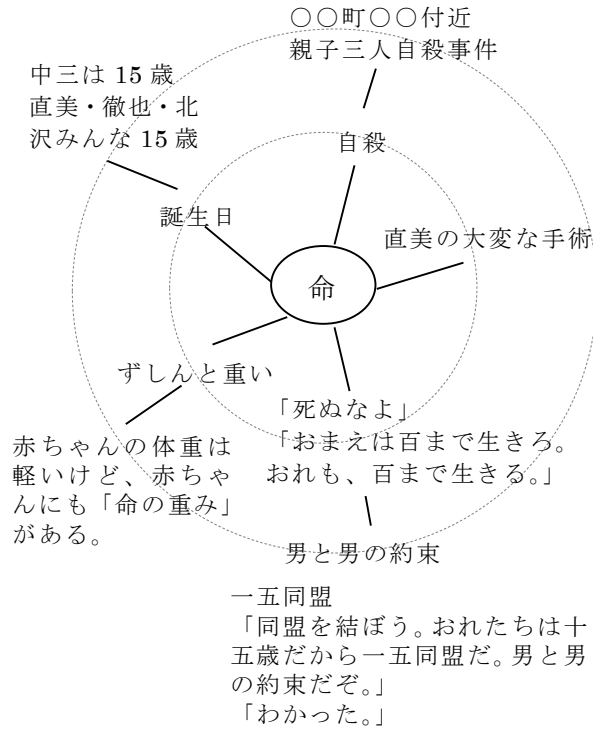 ○○町○○付近
親子三人自殺事件
中三は 15 歳
直美・徹也・北
沢みんな 15 歳
自殺
誕生日
直美の大変な手術
命
ずしんと重い
「死ぬなよ」
「おまえは百まで生きろ。
おれも、百まで生きる。」
赤ちゃんの体重は
軽いけど、赤ちゃ
んにも「命の重み」
がある。
男と男の約束
一五同盟
「同盟を結ぼう。おれたちは十
五歳だから一五同盟だ。男と男
の約束だぞ。」
「わかった。」